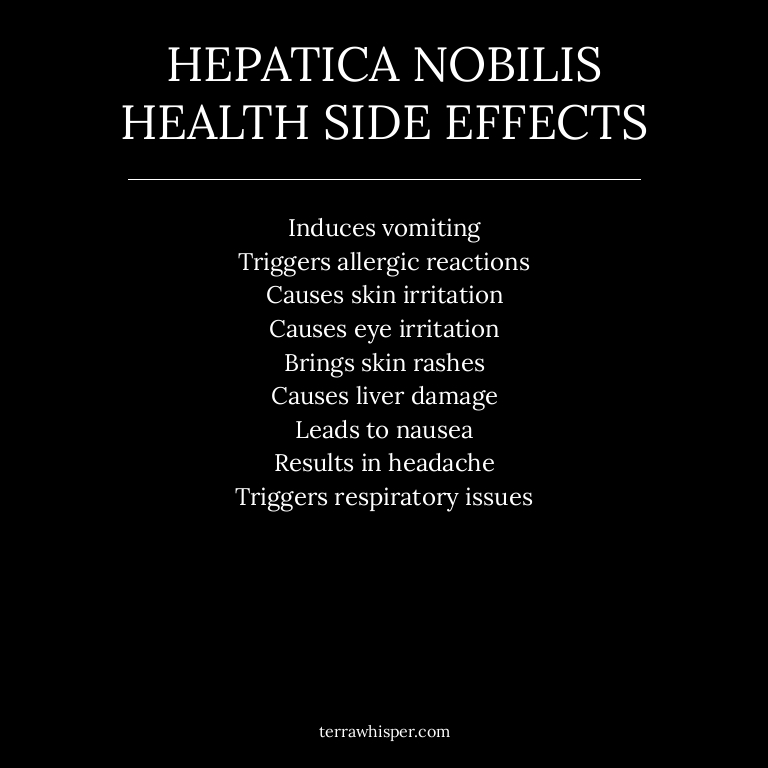 HEPATICA NOBILIS
HEALTH SIDE EFFECTS
Induces vomiting
Triggers allergic reactions
Causes skin irritation
Causes eye irritation
Brings skin rashes
Causes liver damage
Leads to nausea
Results in headache
Triggers respiratory issues
terrawhisper.com